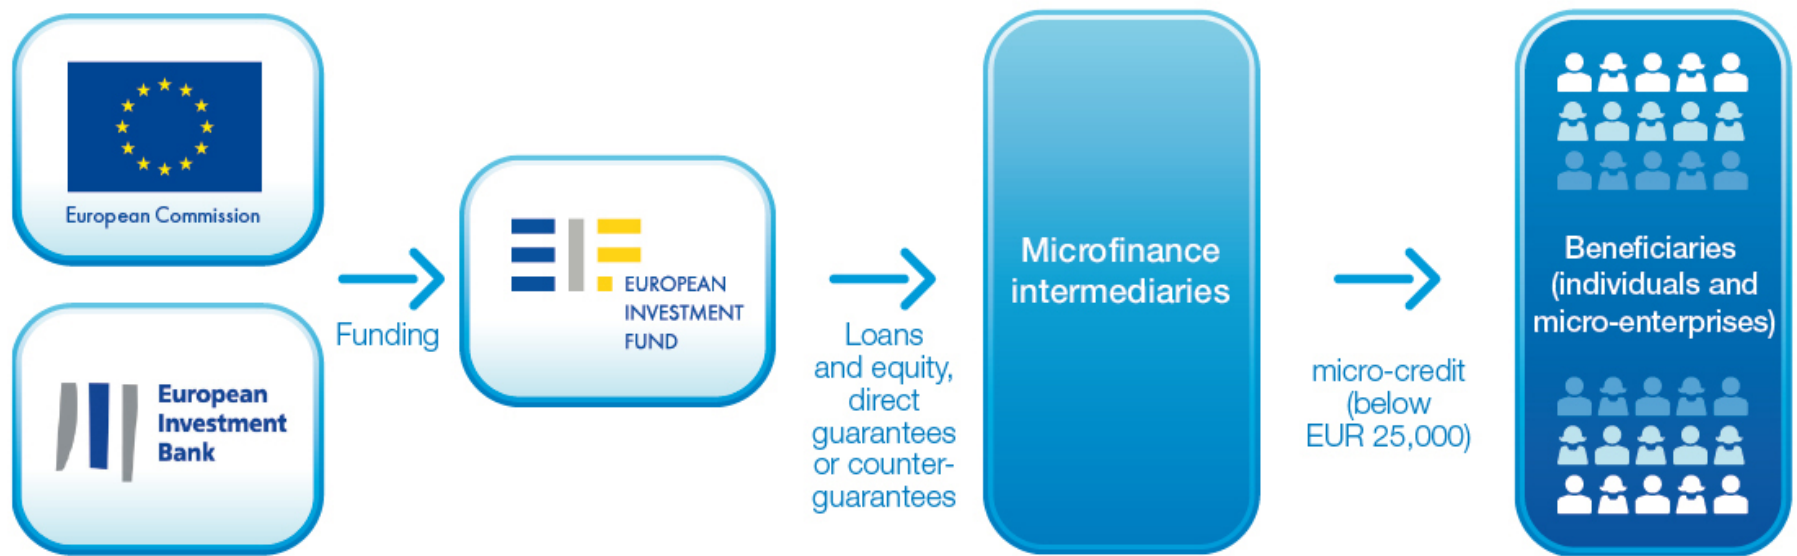 European Commission
European
Investment
Bank
Funding
EUROPEAN
INVESTMENT
FUND
Loans
and equity,
direct
guarantees
or counter-
guarantees
Microfinance
intermediaries
micro-credit
(below
EUR 25,000)
Beneficiaries
(individuals and
micro-enterprises)